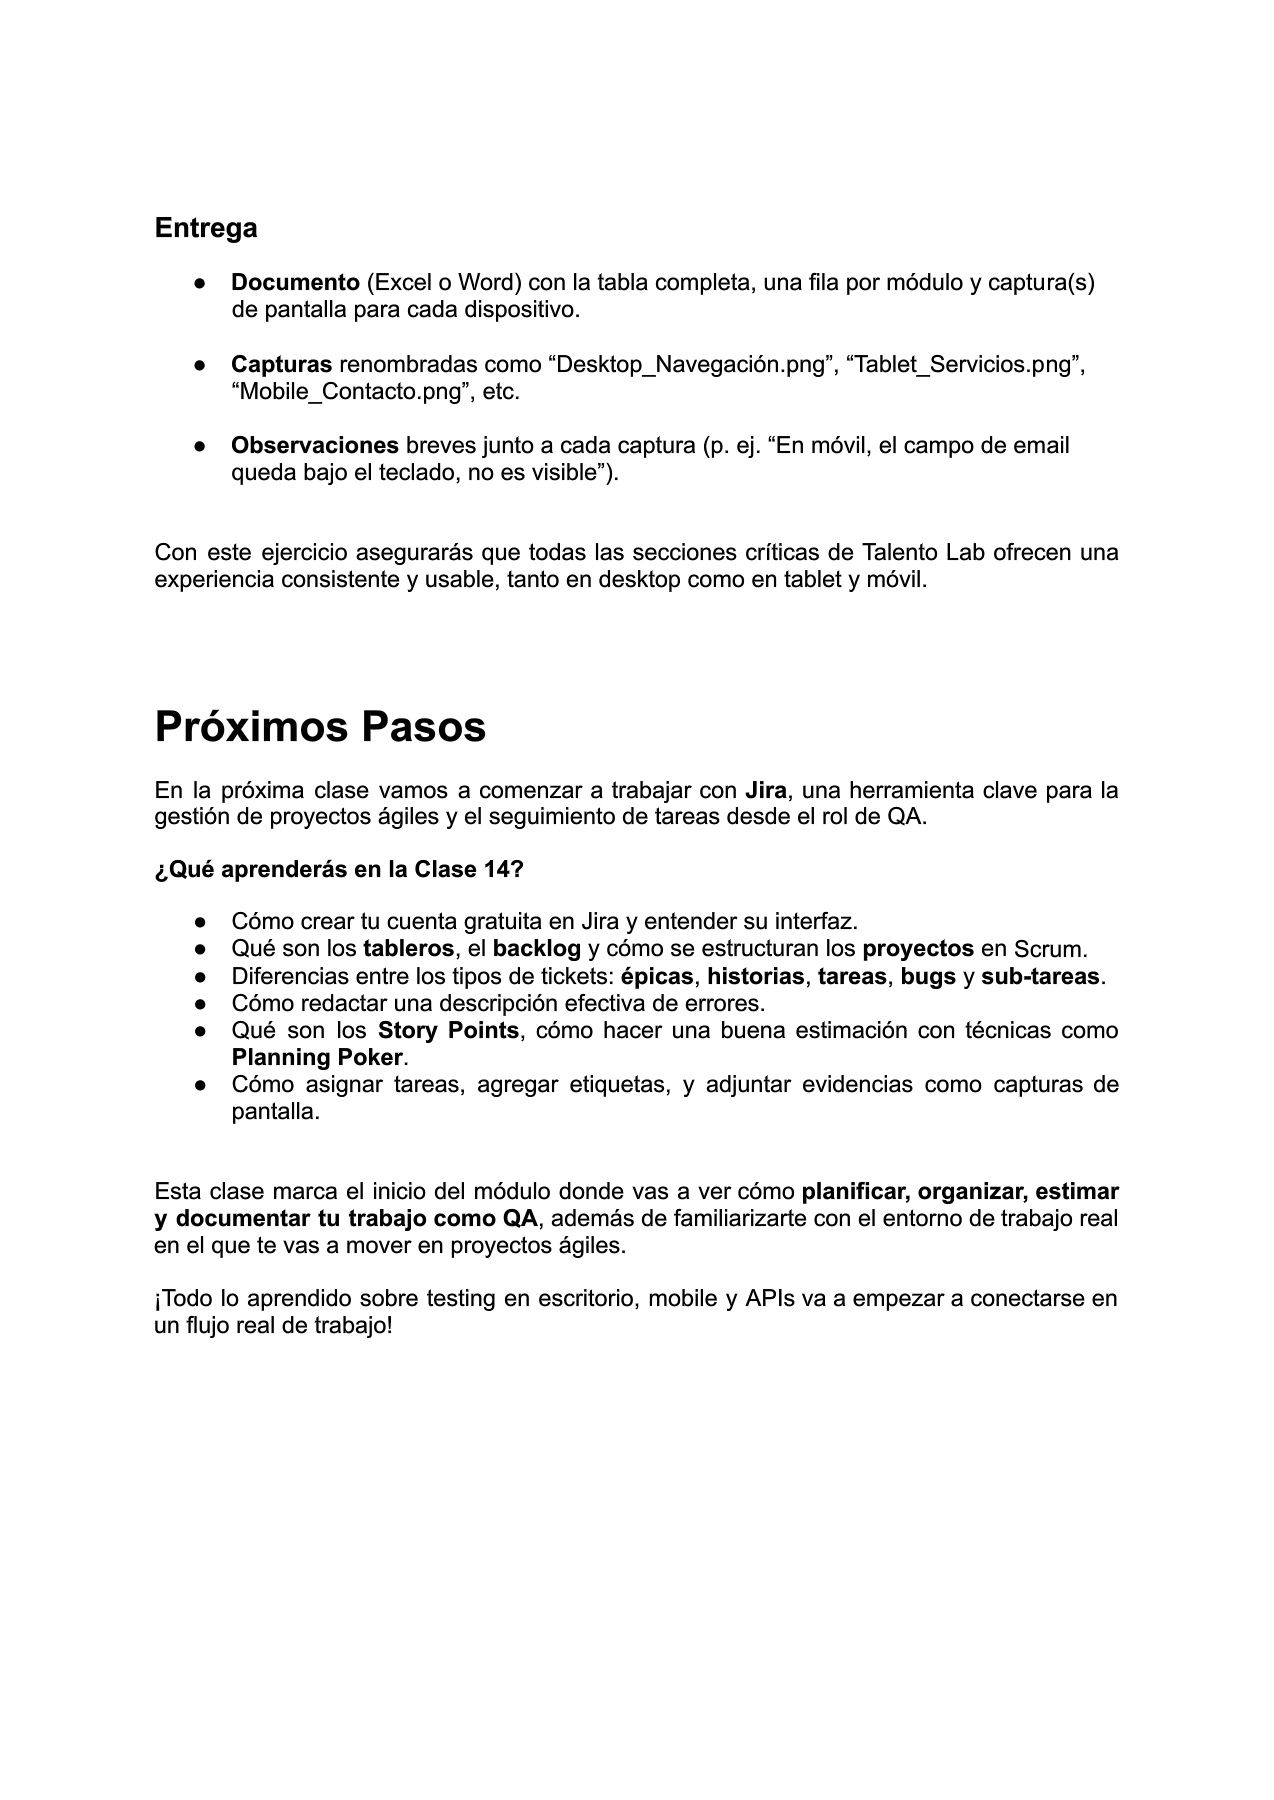 Entrega
● Documento (Excel o Word) con la tabla completa, una fila por módulo y captura(s)
de pantalla para cada dispositivo.
● Capturas renombradas como “Desktop_Navegación.png”, “Tablet_Servicios.png”,
“Mobile_Contacto.png”, etc.
● Observaciones breves junto a cada captura (p. ej. “En móvil, el campo de email
queda bajo el teclado, no es visible”).
Con este ejercicio asegurarás que todas las secciones críticas de Talento Lab ofrecen una
experiencia consistente y usable, tanto en desktop como en tablet y móvil.
Próximos Pasos
En la próxima clase vamos a comenzar a trabajar con Jira, una herramienta clave para la
gestión de proyectos ágiles y el seguimiento de tareas desde el rol de QA.
¿Qué aprenderás en la Clase 14?
● Cómo crear tu cuenta gratuita en Jira y entender su interfaz.
● Qué son los tableros, el backlog y cómo se estructuran los proyectos en Scrum.
● Diferencias entre los tipos de tickets: épicas, historias, tareas, bugs y sub-tareas.
● Cómo redactar una descripción efectiva de errores.
● Qué son los Story Points, cómo hacer una buena estimación con técnicas como
Planning Poker.
● Cómo asignar tareas, agregar etiquetas, y adjuntar evidencias como capturas de
pantalla.
Esta clase marca el inicio del módulo donde vas a ver cómo planificar, organizar, estimar
y documentar tu trabajo como QA, además de familiarizarte con el entorno de trabajo real
en el que te vas a mover en proyectos ágiles.
¡Todo lo aprendido sobre testing en escritorio, mobile y APIs va a empezar a conectarse en
un flujo real de trabajo!